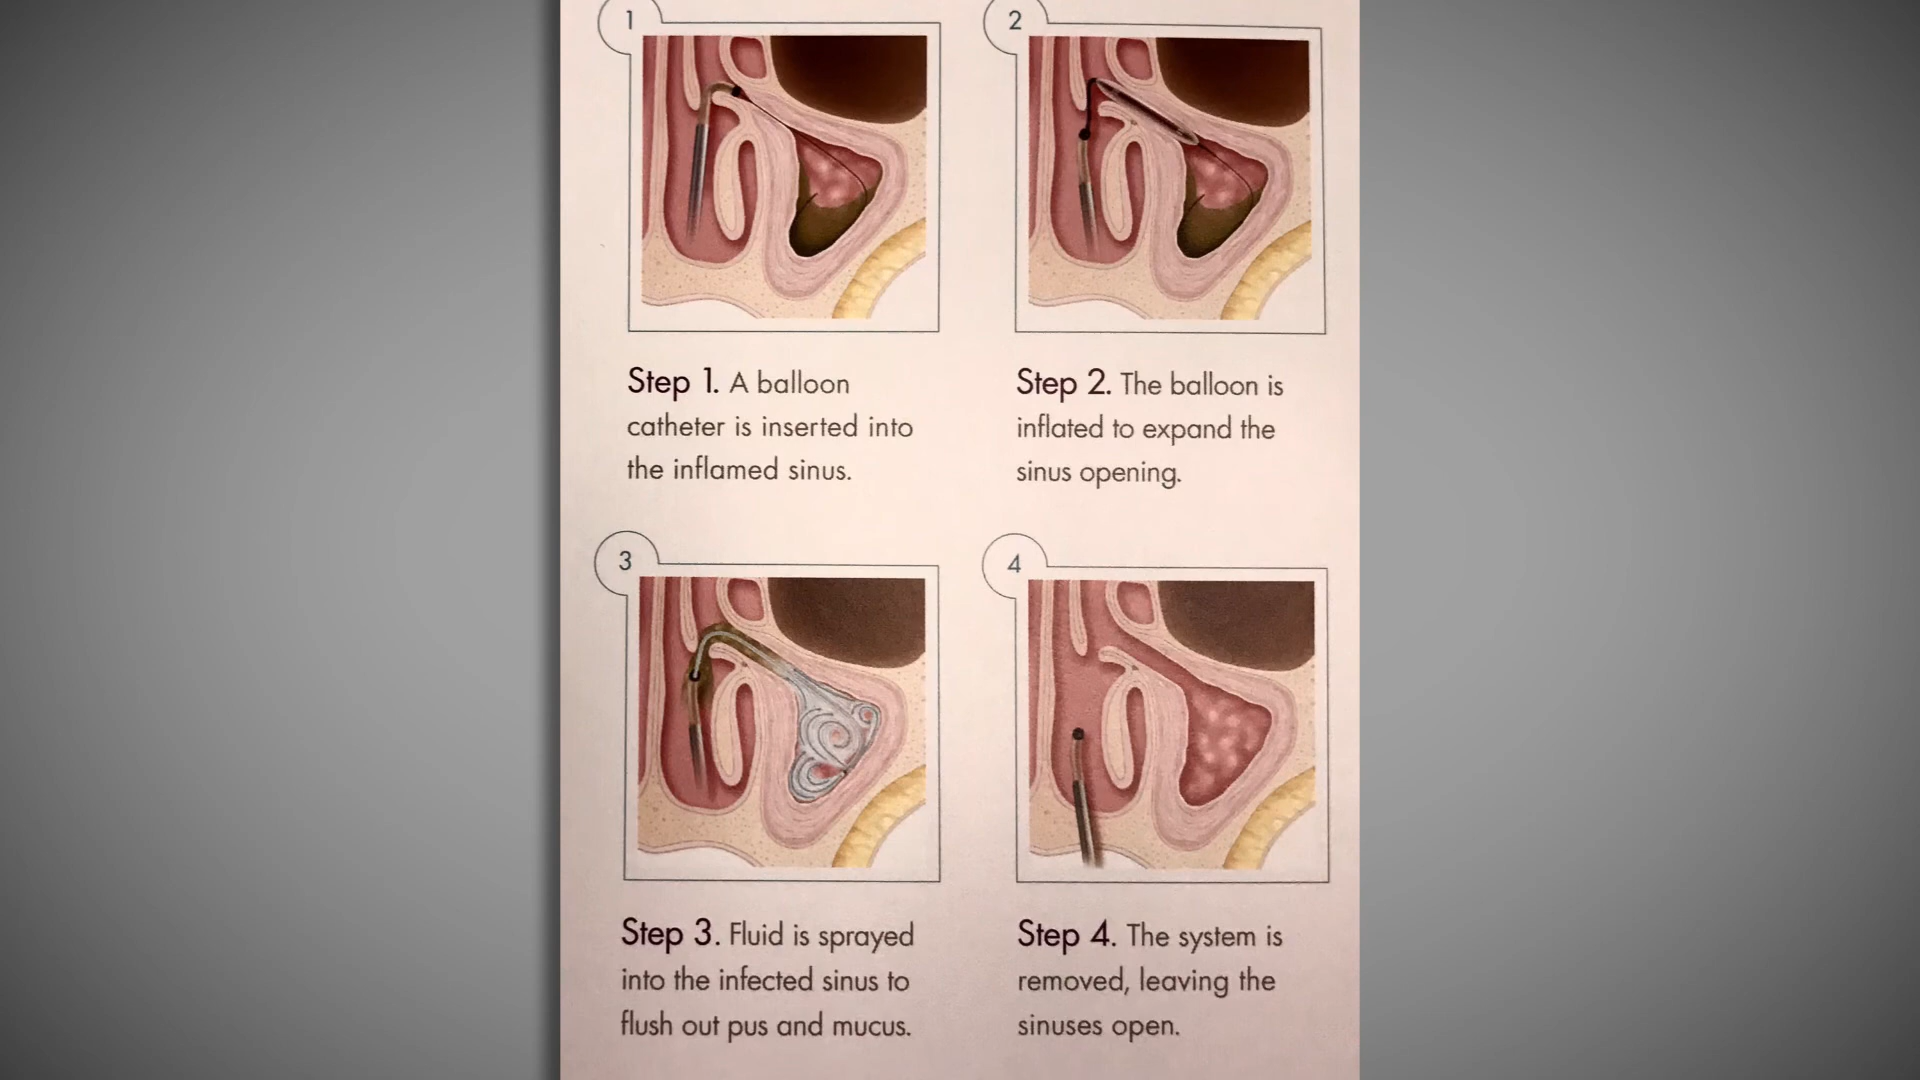 1
Step 1. A balloon
catheter is inserted into
the inflamed sinus.
2
Step 2. The balloon is
inflated to expand the
sinus opening.
3
Step 3. Fluid is sprayed
into the infected sinus to
flush out pus and mucus.
4
Step 4. The system is
removed, leaving the
sinuses open.